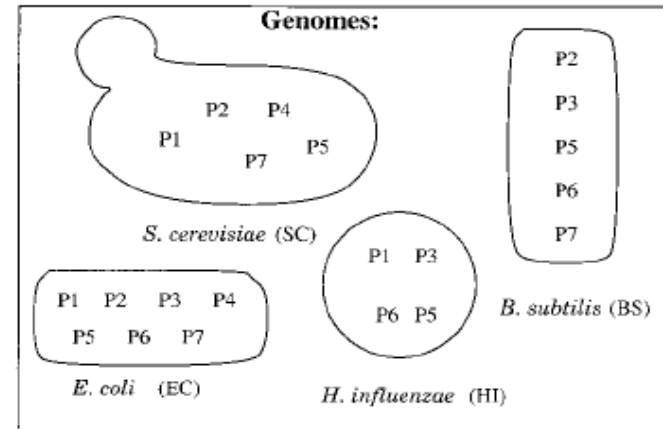 Genomes:
P2 P4
P1 P7 P5
S. cerevisiae (SC)
P2
P3
P5
P6
P7
B. subtilis (BS)
P1 P2 P3 P4
P5 P6 P7
E. coli (EC)
P1 P3
P6 P5
H. influenzae (HI)